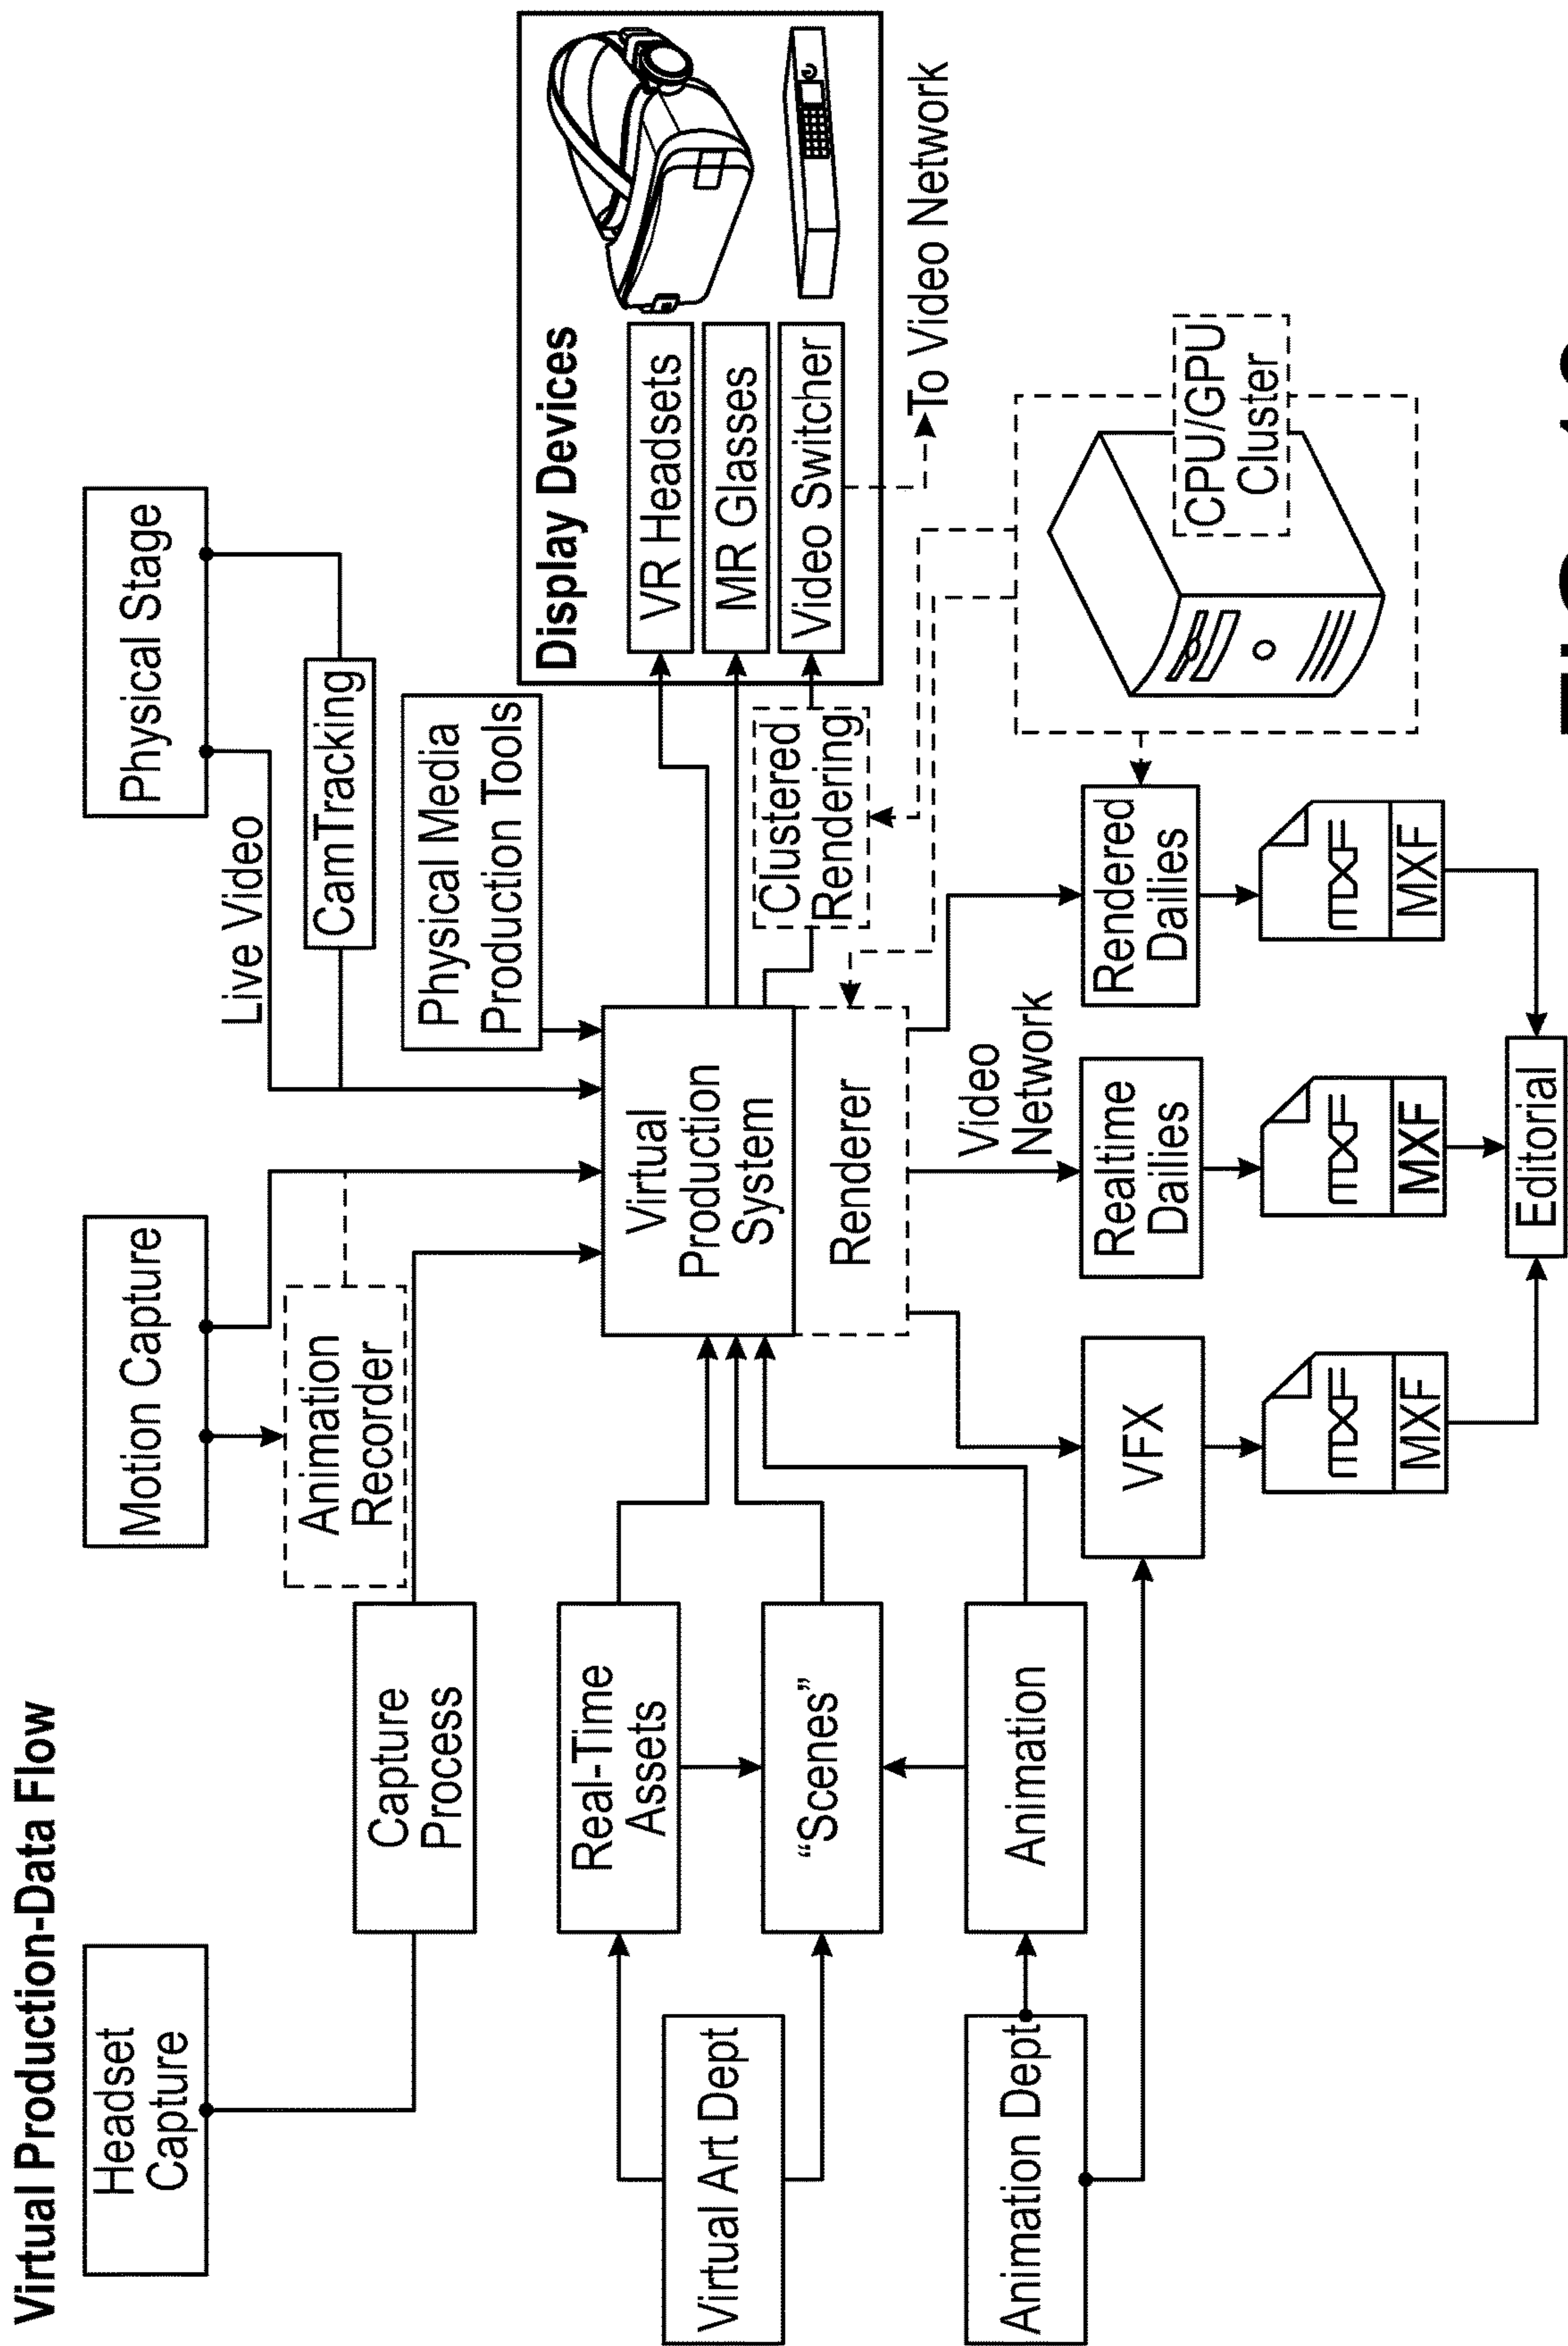 Virtual Production-Data Flow
Headset
Capture
Motion Capture
Physical Stage
Live Video
CamTracking
Animation
Recorder
Capture
Process
Physical Media
Production Tools
Display Devices
VR Headsets
MR Glasses
Video Switcher
To Video Network
Real-Time
Assets
"Scenes"
Animation
Virtual Art Dept
Animation Dept
Virtual
Production
System
Renderer
Clustered
Rendering
CPU/GPU
Cluster
Video
Network
VFX
Realtime
Dailies
Rendered
Dailies
mxf
MXF
mxf
MXF
mxf
MXF
Editorial